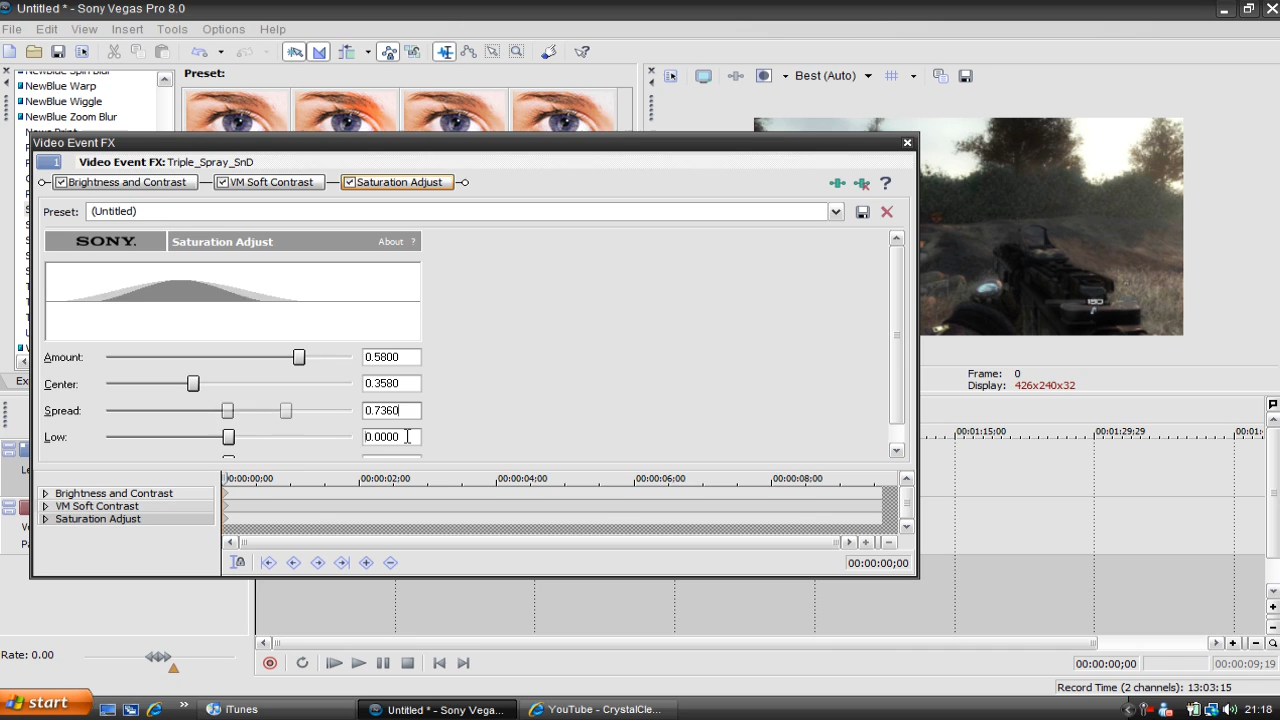 Untitled * - Sony Vegas Pro 8.0
File Edit View Insert Tools Options Help
Best (Auto)
NewBlue Spin Blur
NewBlue Warp
NewBlue Wiggle
NewBlue Zoom Blur
Preset:
Video Event FX
1 Video Event FX: Triple_Spray_SnD
Brightness and Contrast VM Soft Contrast Saturation Adjust
Preset: (Untitled)
SONY. Saturation Adjust About ?
Amount: 0.5800
Center: 0.3580
Spread: 0.7360
Low: 0.0000
00:00:00:00 00:00:02:00 00:00:04:00 00:00:06:00 00:00:08:00
Brightness and Contrast
VM Soft Contrast
Saturation Adjust
00:00:00;00
Frame: 0
Display: 426x240x32
00:01:15:00 00:01:29:29 00:01:
Rate: 0.00
00:00:00;00 00:00:09;19
Record Time (2 channels): 13:03:15
start iTunes Untitled * - Sony Vega... YouTube - CrystalCle... 21:18